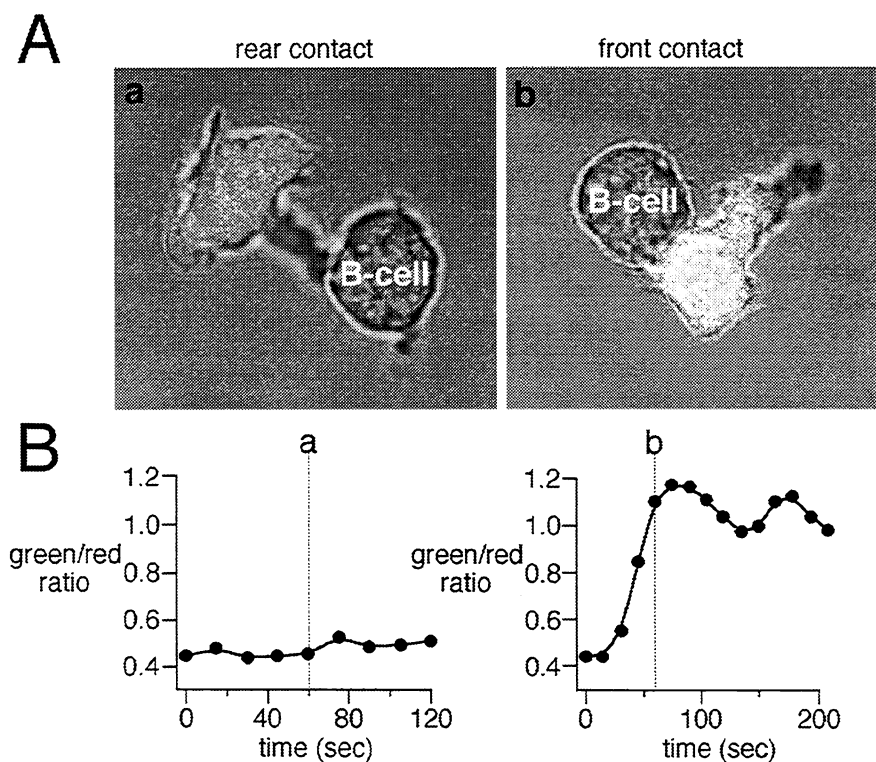 A
rear contact
front contact
a
b
B-cell
B-cell
B
a
1.2
1.0
0.8
0.6
0.4
green/red
ratio
0
40
80
120
time (sec)
b
1.2
1.0
0.8
0.6
0.4
green/red
ratio
0
100
200
time (sec)